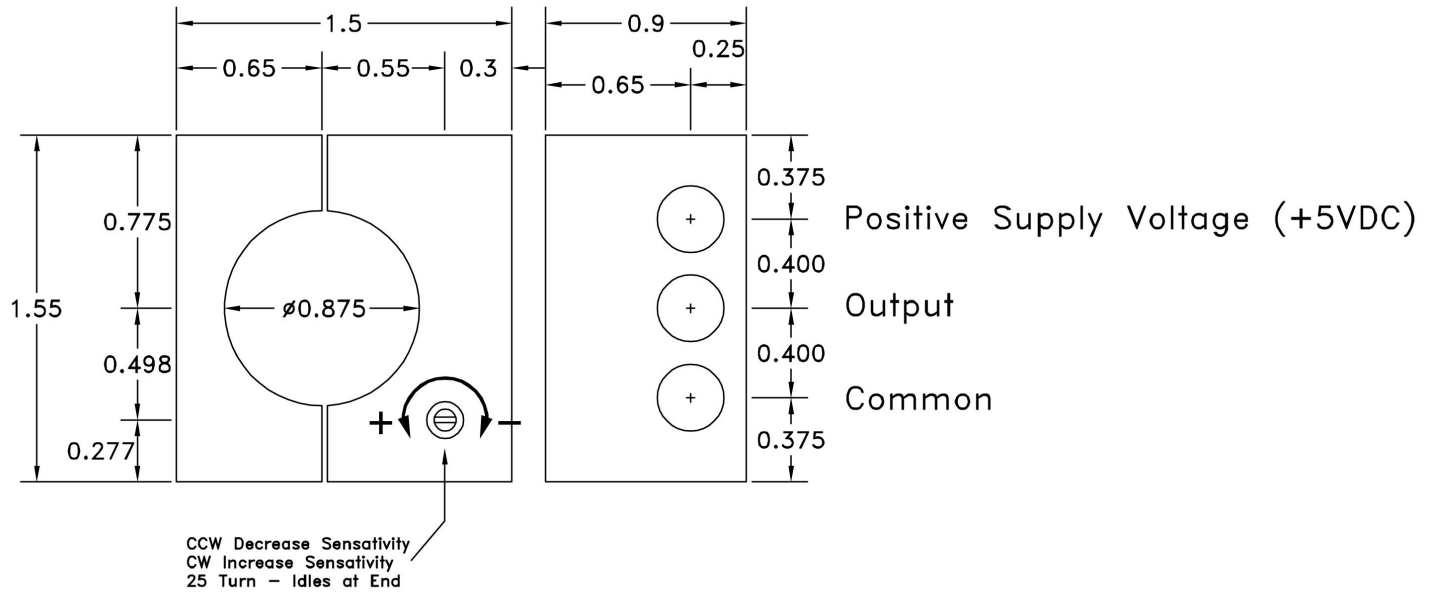 1.5
0.9
0.25
0.65
0.55
0.3
0.65
0.375
0.775
Positive Supply Voltage (+5VDC)
0.400
1.55
ø0.875
Output
0.400
0.498
Common
+
−
0.375
0.277
CCW Decrease Sensativity
CW Increase Sensativity
25 Turn − Idles at End